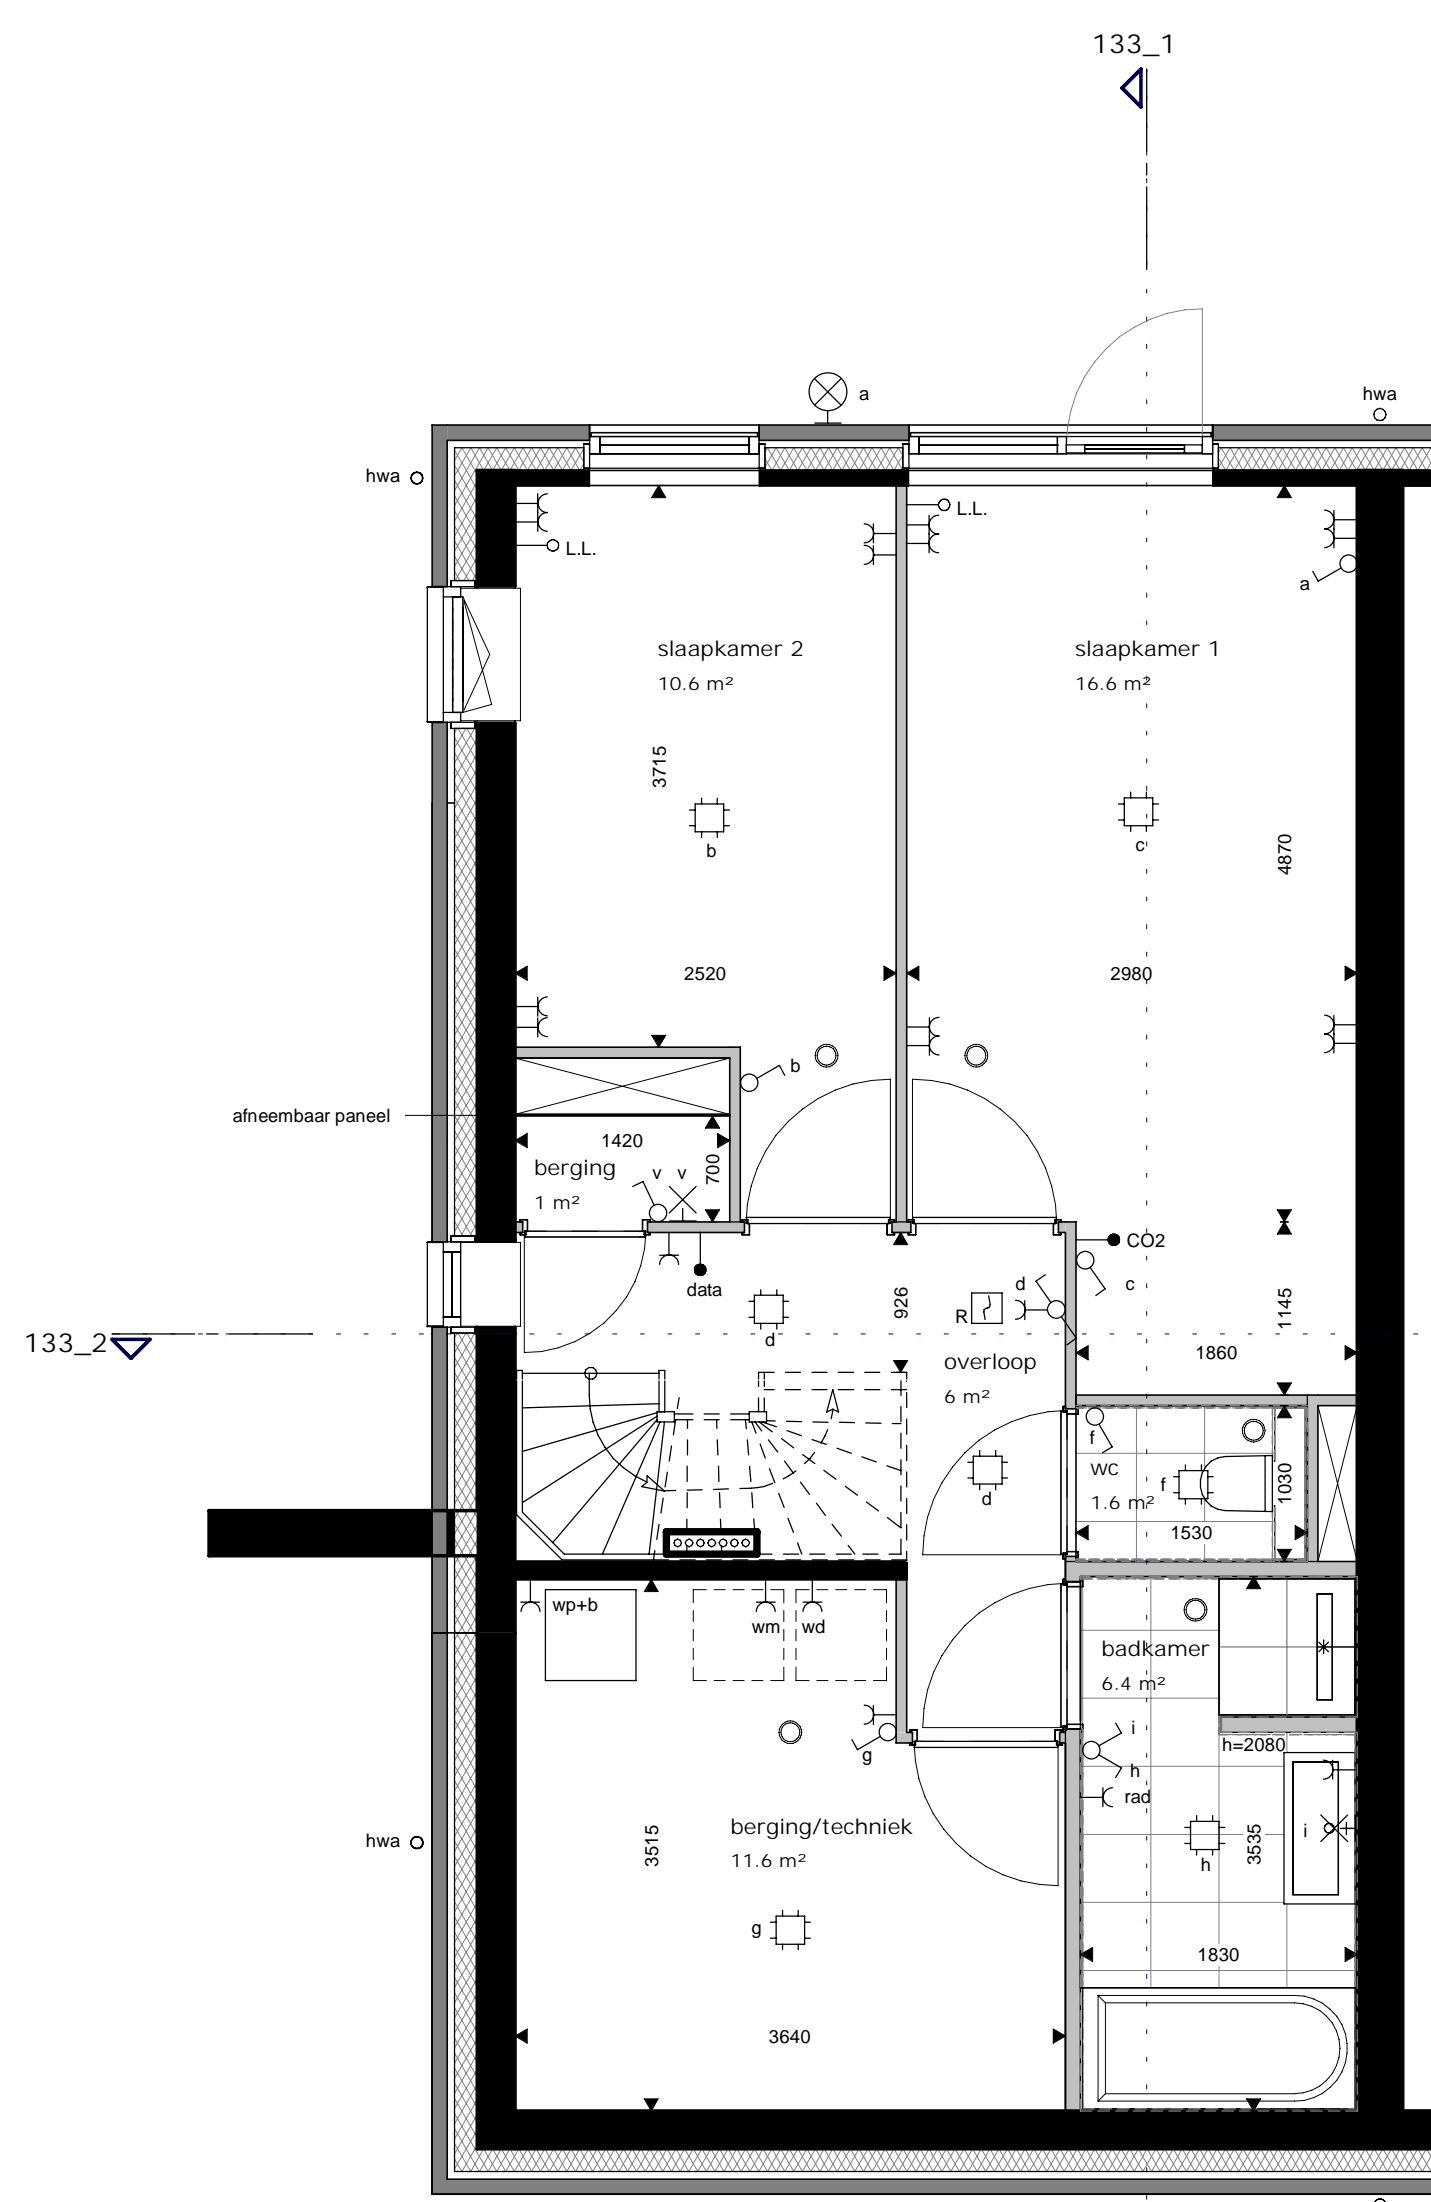 133_1
a
hwa
hwa
L.L.
L.L.
a
slaapkamer 2
10.6 m²
slaapkamer 1
16.6 m²
3715
b
c
4870
2520
2980
b
afneembaar paneel
1420
berging
1 m²
v
v
700
data
CO2
c
d
R
926
d
1145
133_2
overloop
6 m²
1860
d
f
wc
1.6 m²
f
1030
1530
wp+b
wm
wd
badkamer
6.4 m²
g
i
h
h=2080
rad
hwa
berging/techniek
11.6 m²
3515
i
h
3535
g
1830
3640